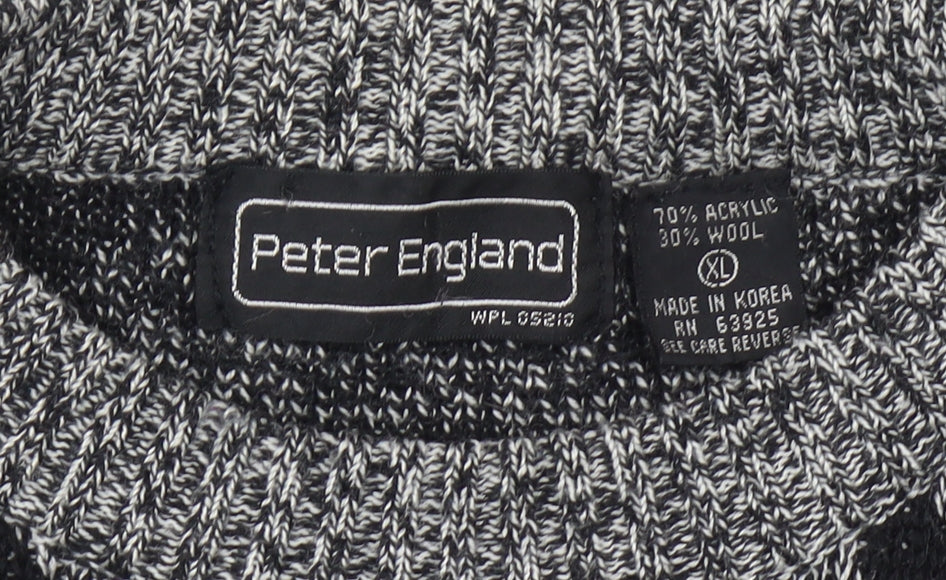 Peter England
WPL 05210
70% ACRYLIC
30% WOOL
XL
MADE IN KOREA
RN 63925
SEE CARE REVERSE